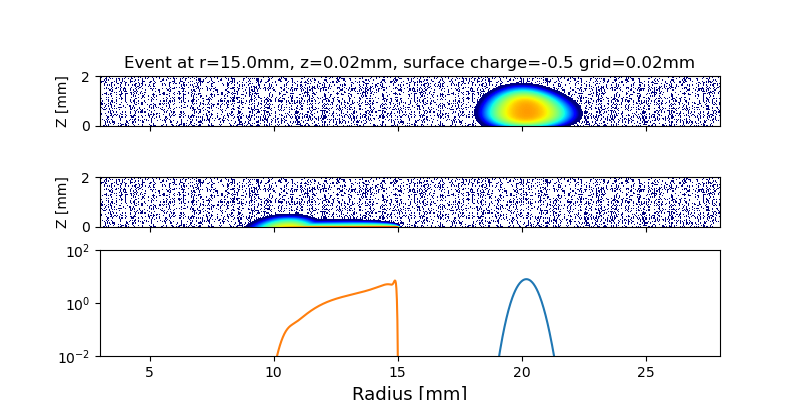 Event at r=15.0mm, z=0.02mm, surface charge=-0.5 grid=0.02mm
2
Z [mm]
0
2
Z [mm]
0
10²
10⁰
10⁻²
5 10 15 20 25
Radius [mm]